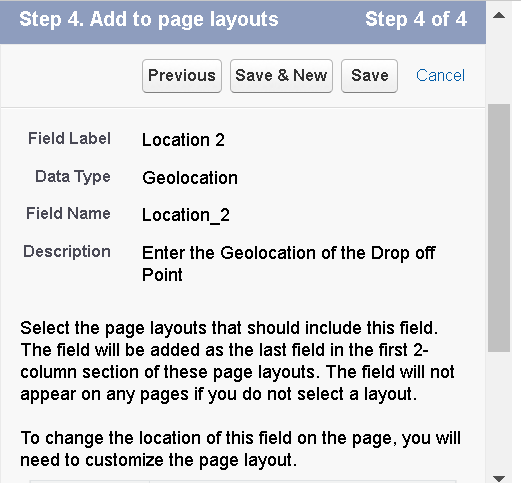 Step 4. Add to page layouts Step 4 of 4
Previous Save & New Save Cancel
Field Label Location 2
Data Type Geolocation
Field Name Location_2
Description Enter the Geolocation of the Drop off
Point
Select the page layouts that should include this field.
The field will be added as the last field in the first 2-
column section of these page layouts. The field will not
appear on any pages if you do not select a layout.
To change the location of this field on the page, you will
need to customize the page layout.